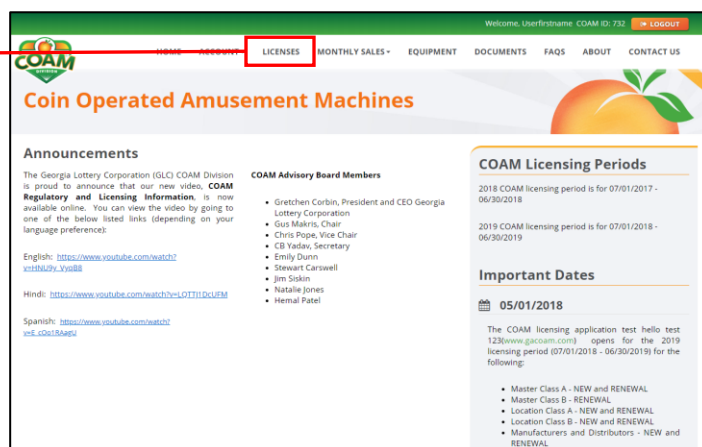 Welcome, Userfirstname COAM ID: 732 LOGOUT
COAM
DIVISION
HOME ACCOUNT LICENSES MONTHLY SALES EQUIPMENT DOCUMENTS FAQS ABOUT CONTACT US
Coin Operated Amusement Machines
Announcements
The Georgia Lottery Corporation (GLC) COAM Division
is proud to announce that our new video, COAM
Regulatory and Licensing Information, is now
available online. You can view the video by going to
one of the below listed links (depending on your
language preference):
English: https://www.youtube.com/watch?
v=HNU9y_VyoB8
Hindi: https://www.youtube.com/watch?v=LQTTI1DcUFM
Spanish: https://www.youtube.com/watch?
v=E_cOo1RAagU
COAM Advisory Board Members
• Gretchen Corbin, President and CEO Georgia
Lottery Corporation
• Gus Makris, Chair
• Chris Pope, Vice Chair
• CB Yadav, Secretary
• Emily Dunn
• Stewart Carswell
• Jim Siskin
• Natalie Jones
• Hemal Patel
COAM Licensing Periods
2018 COAM licensing period is for 07/01/2017 -
06/30/2018
2019 COAM licensing period is for 07/01/2018 -
06/30/2019
Important Dates
05/01/2018
The COAM licensing application test hello test
123(www.gacoam.com) opens for the 2019
licensing period (07/01/2018 - 06/30/2019) for the
following:
• Master Class A - NEW and RENEWAL
• Master Class B - RENEWAL
• Location Class A - NEW and RENEWAL
• Location Class B - NEW and RENEWAL
• Manufacturers and Distributors - NEW and
RENEWAL